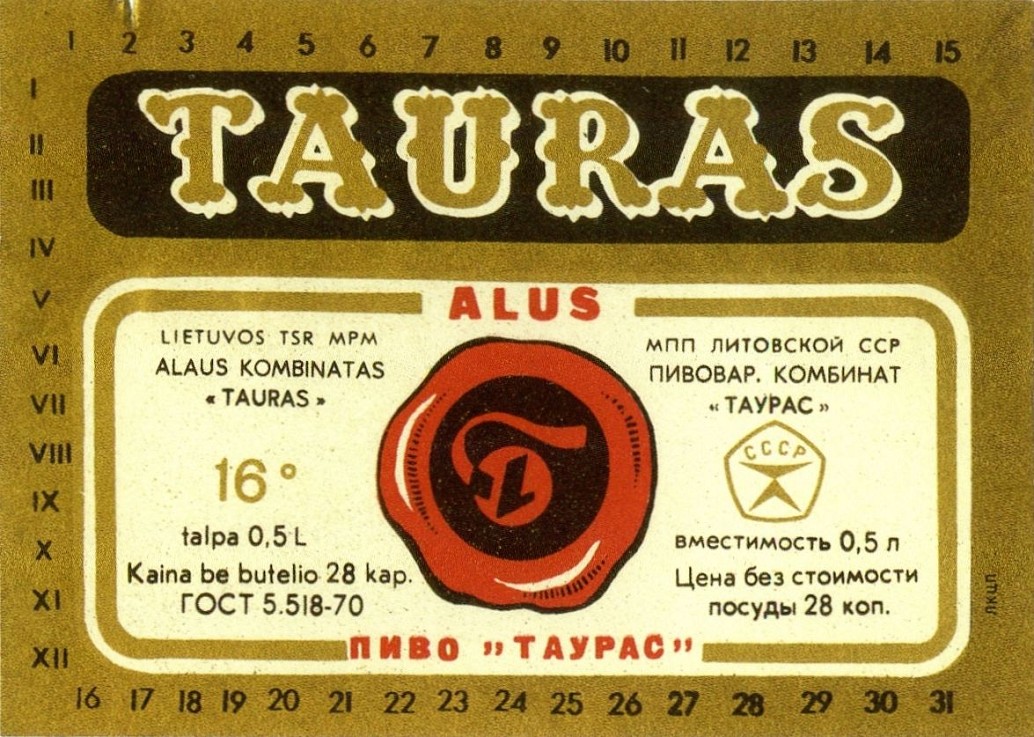 1 2 3 4 5 6 7 8 9 10 11 12 13 14 15
I
II
III
IV
V
VI
VII
VIII
IX
X
XI
XII
TAURAS
ALUS
LIETUVOS TSR MPM
ALAUS KOMBINATAS
« TAURAS »
16°
talpa 0,5 L
Kaina be butelio 28 kap.
ГОСТ 5.518-70
МПП ЛИТОВСКОЙ ССР
ПИВОВАР. КОМБИНАТ
« ТАУРАС »
СССР
вместимость 0,5 л
Цена без стоимости
посуды 28 коп.
ПИВО „ТАУРАС"
ЛКЦП
16 17 18 19 20 21 22 23 24 25 26 27 28 29 30 31